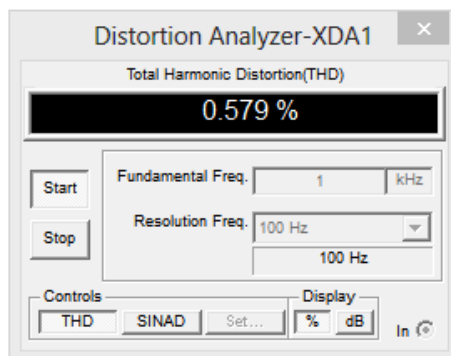 Distortion Analyzer-XDA1
Total Harmonic Distortion(THD)
0.579 %
Start
Stop
Fundamental Freq. 1 kHz
Resolution Freq. 100 Hz
100 Hz
Controls
THD SINAD Set...
Display
% dB
In